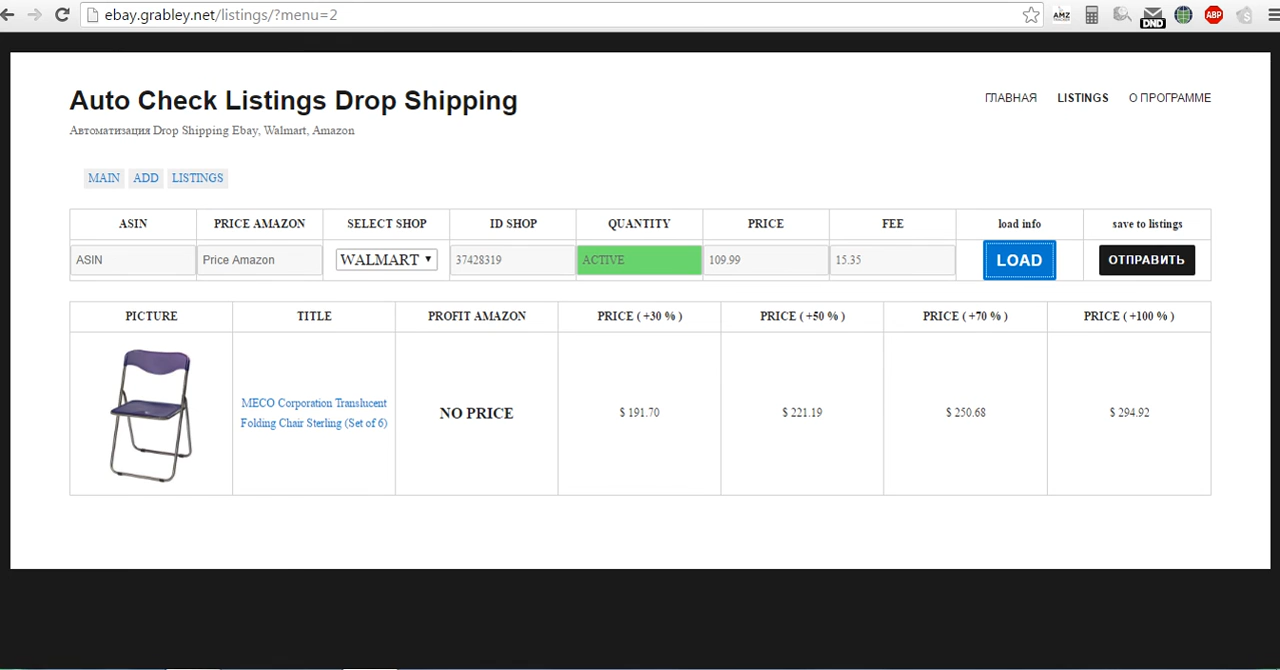 ebay.grabley.net/listings/?menu=2
AMZ
DND
ABP
Auto Check Listings Drop Shipping
ГЛАВНАЯ LISTINGS О ПРОГРАММЕ
Автоматизация Drop Shipping Ebay, Walmart, Amazon
MAIN ADD LISTINGS
ASIN PRICE AMAZON SELECT SHOP ID SHOP QUANTITY PRICE FEE load info save to listings
ASIN Price Amazon WALMART 37428319 ACTIVE 109.99 15.35 LOAD ОТПРАВИТЬ
PICTURE TITLE PROFIT AMAZON PRICE ( +30 % ) PRICE ( +50 % ) PRICE ( +70 % ) PRICE ( +100 % )
MECO Corporation Translucent
Folding Chair Sterling (Set of 6)
NO PRICE $ 191.70 $ 221.19 $ 250.68 $ 294.92